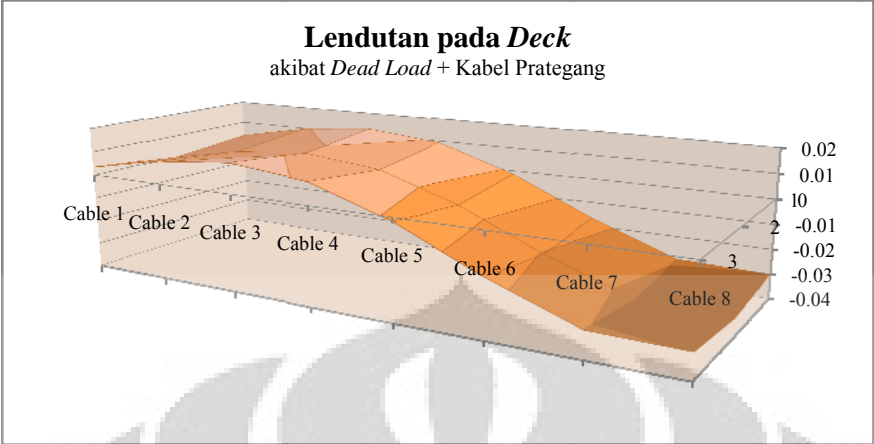 Lendutan pada Deck
akibat Dead Load + Kabel Prategang
0.02
0.01
10
-0.01
-0.02
-0.03
-0.04
2
3
Cable 1
Cable 2
Cable 3
Cable 4
Cable 5
Cable 6
Cable 7
Cable 8